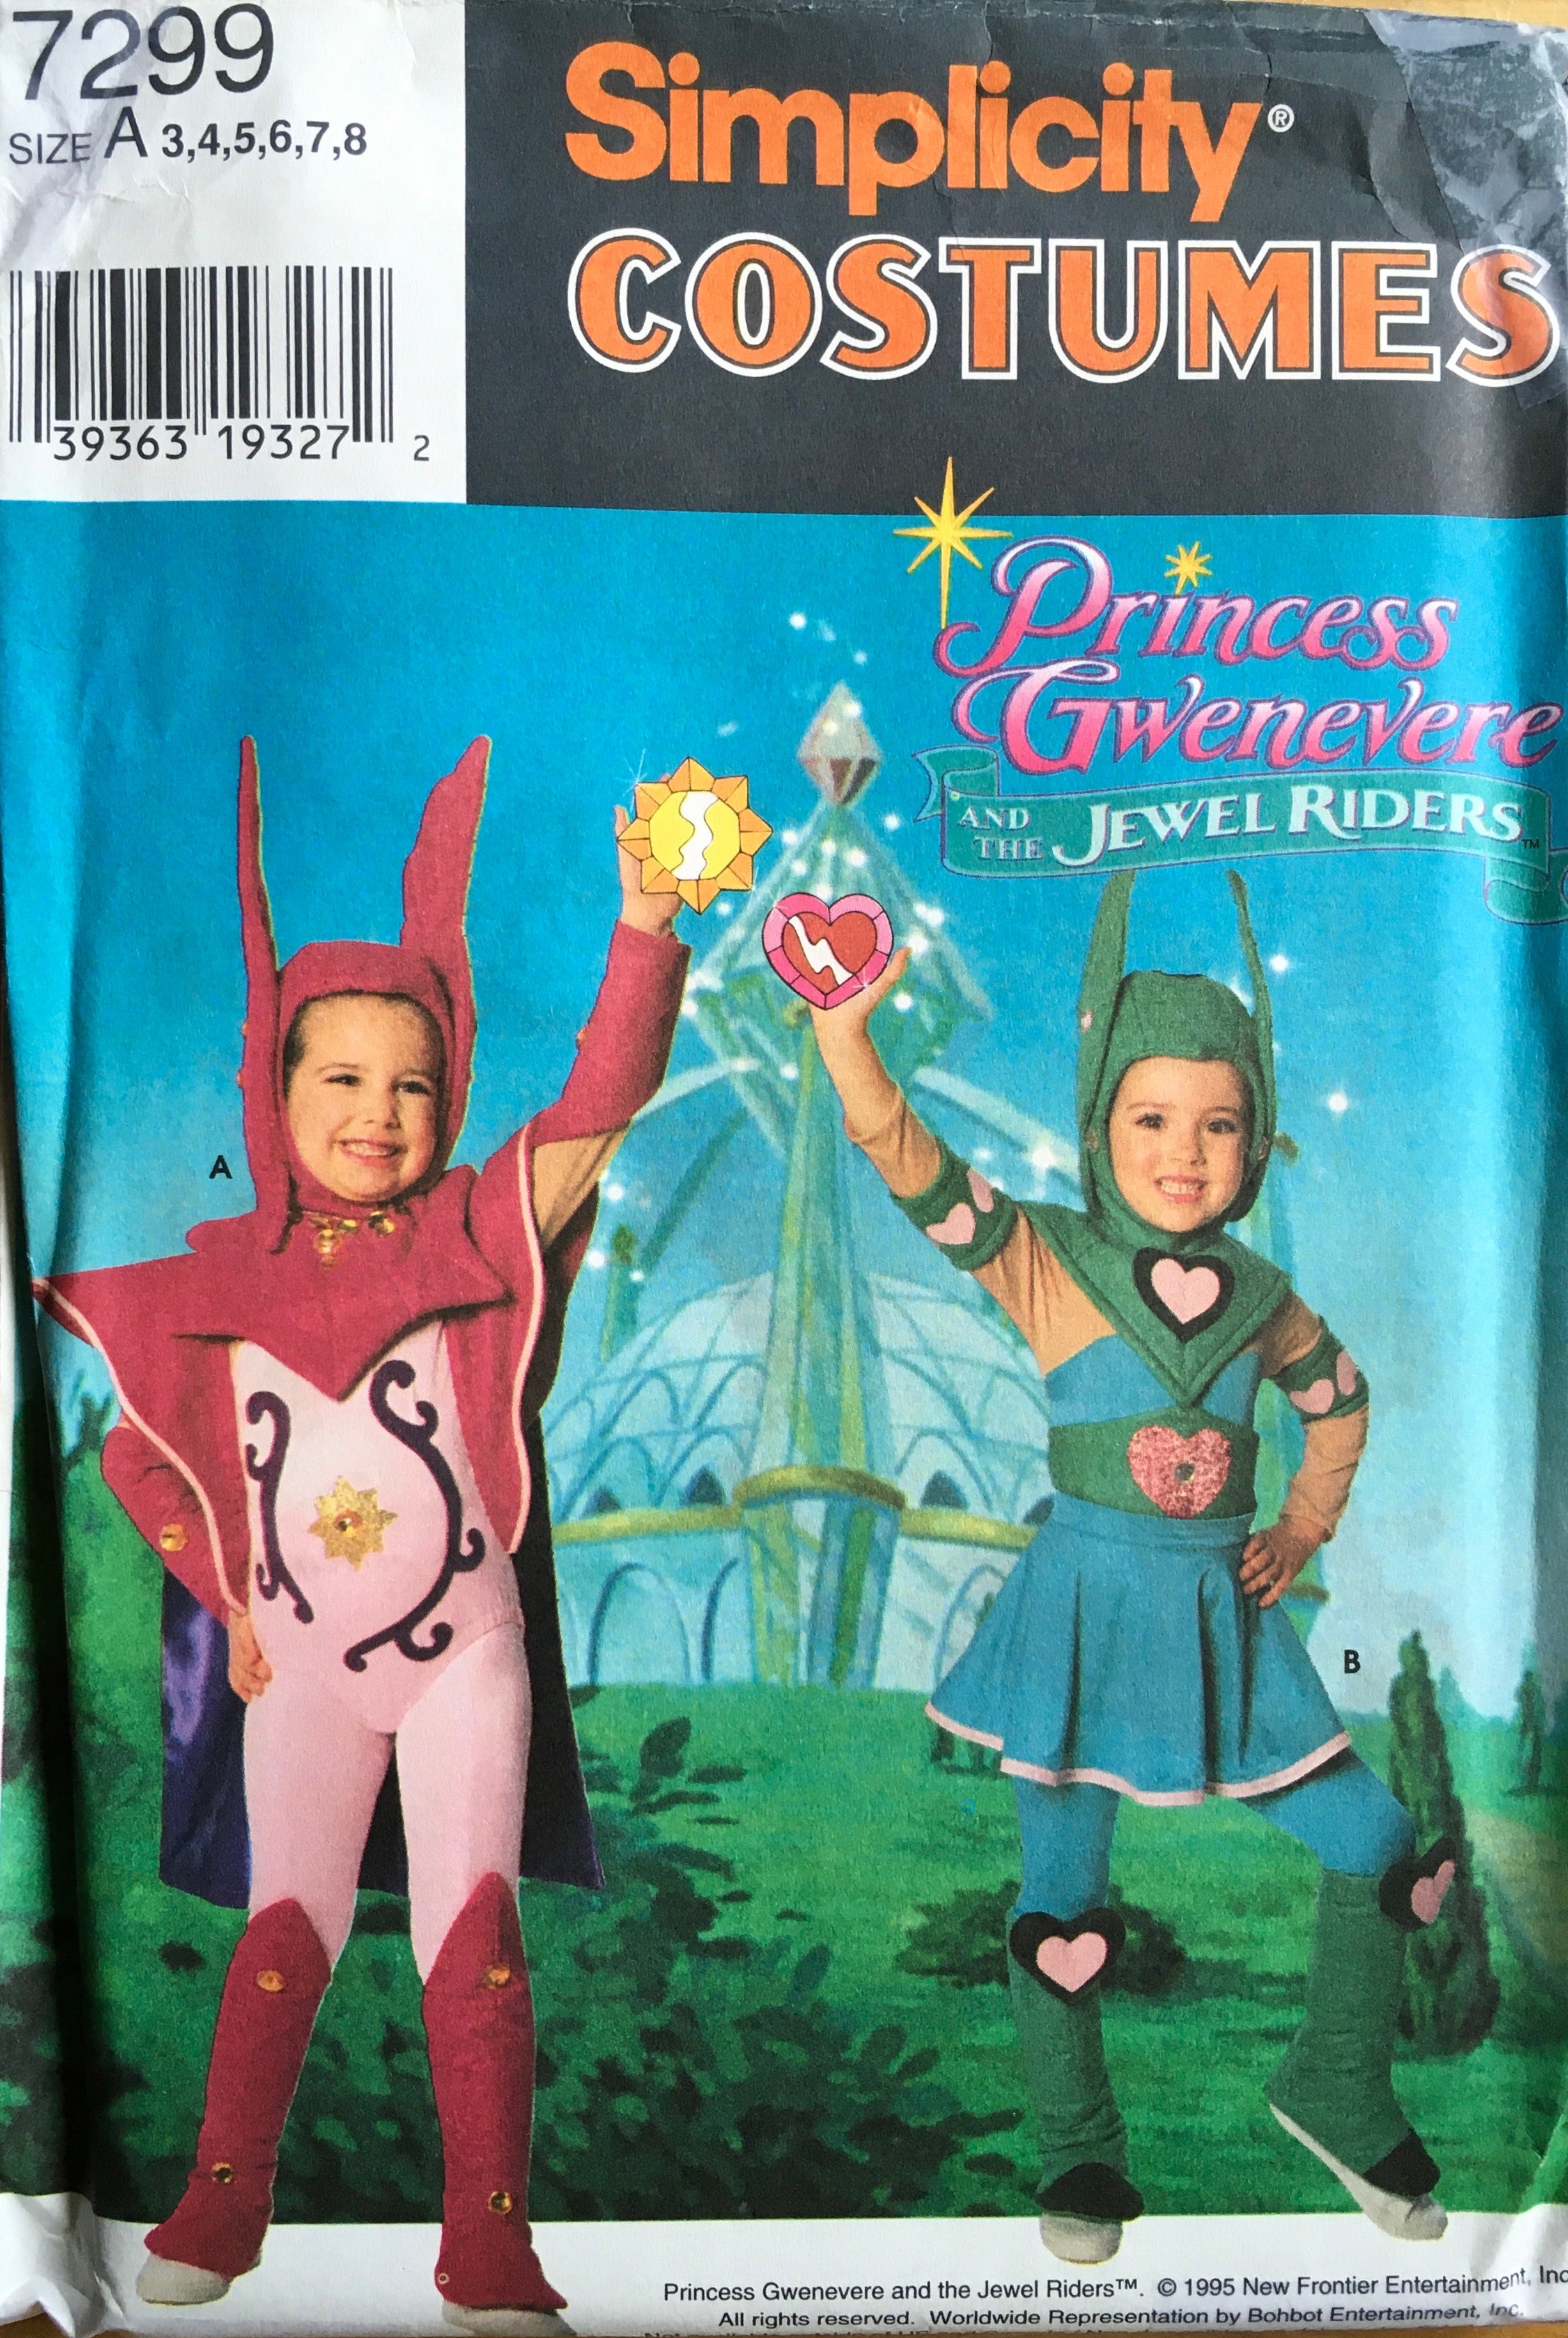 7299
SIZE A 3,4,5,6,7,8
39363 19327 2
Simplicity®
COSTUMES
Princess
Gwenevere
AND THE JEWEL RIDERS™
A
B
Princess Gwenevere and the Jewel Riders™. © 1995 New Frontier Entertainment, Inc
All rights reserved. Worldwide Representation by Bohbot Entertainment, Inc.